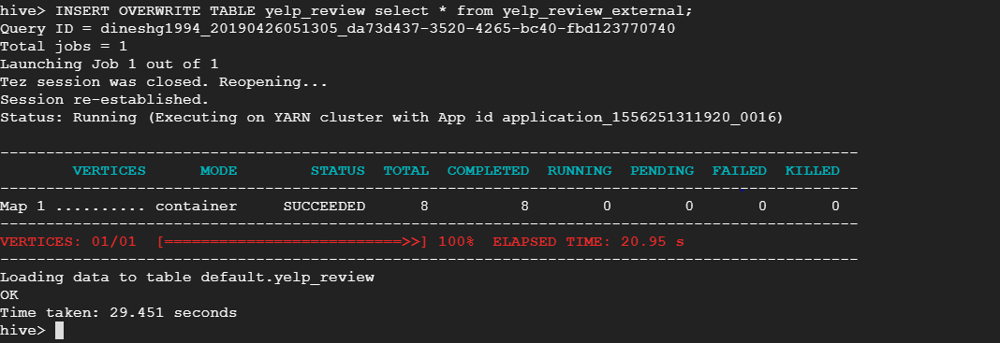 hive> INSERT OVERWRITE TABLE yelp_review select * from yelp_review_external;
Query ID = dineshg1994_20190426051305_da73d437-3520-4265-bc40-fbd123770740
Total jobs = 1
Launching Job 1 out of 1
Tez session was closed. Reopening...
Session re-established.
Status: Running (Executing on YARN cluster with App id application_1556251311920_0016)
----------------------------------------------------------------------------------------------
        VERTICES      MODE        STATUS  TOTAL  COMPLETED  RUNNING  PENDING  FAILED  KILLED
----------------------------------------------------------------------------------------------
Map 1 .......... container     SUCCEEDED      8          8        0        0       0       0
----------------------------------------------------------------------------------------------
VERTICES: 01/01  [==========================>>] 100%  ELAPSED TIME: 20.95 s
----------------------------------------------------------------------------------------------
Loading data to table default.yelp_review
OK
Time taken: 29.451 seconds
hive>